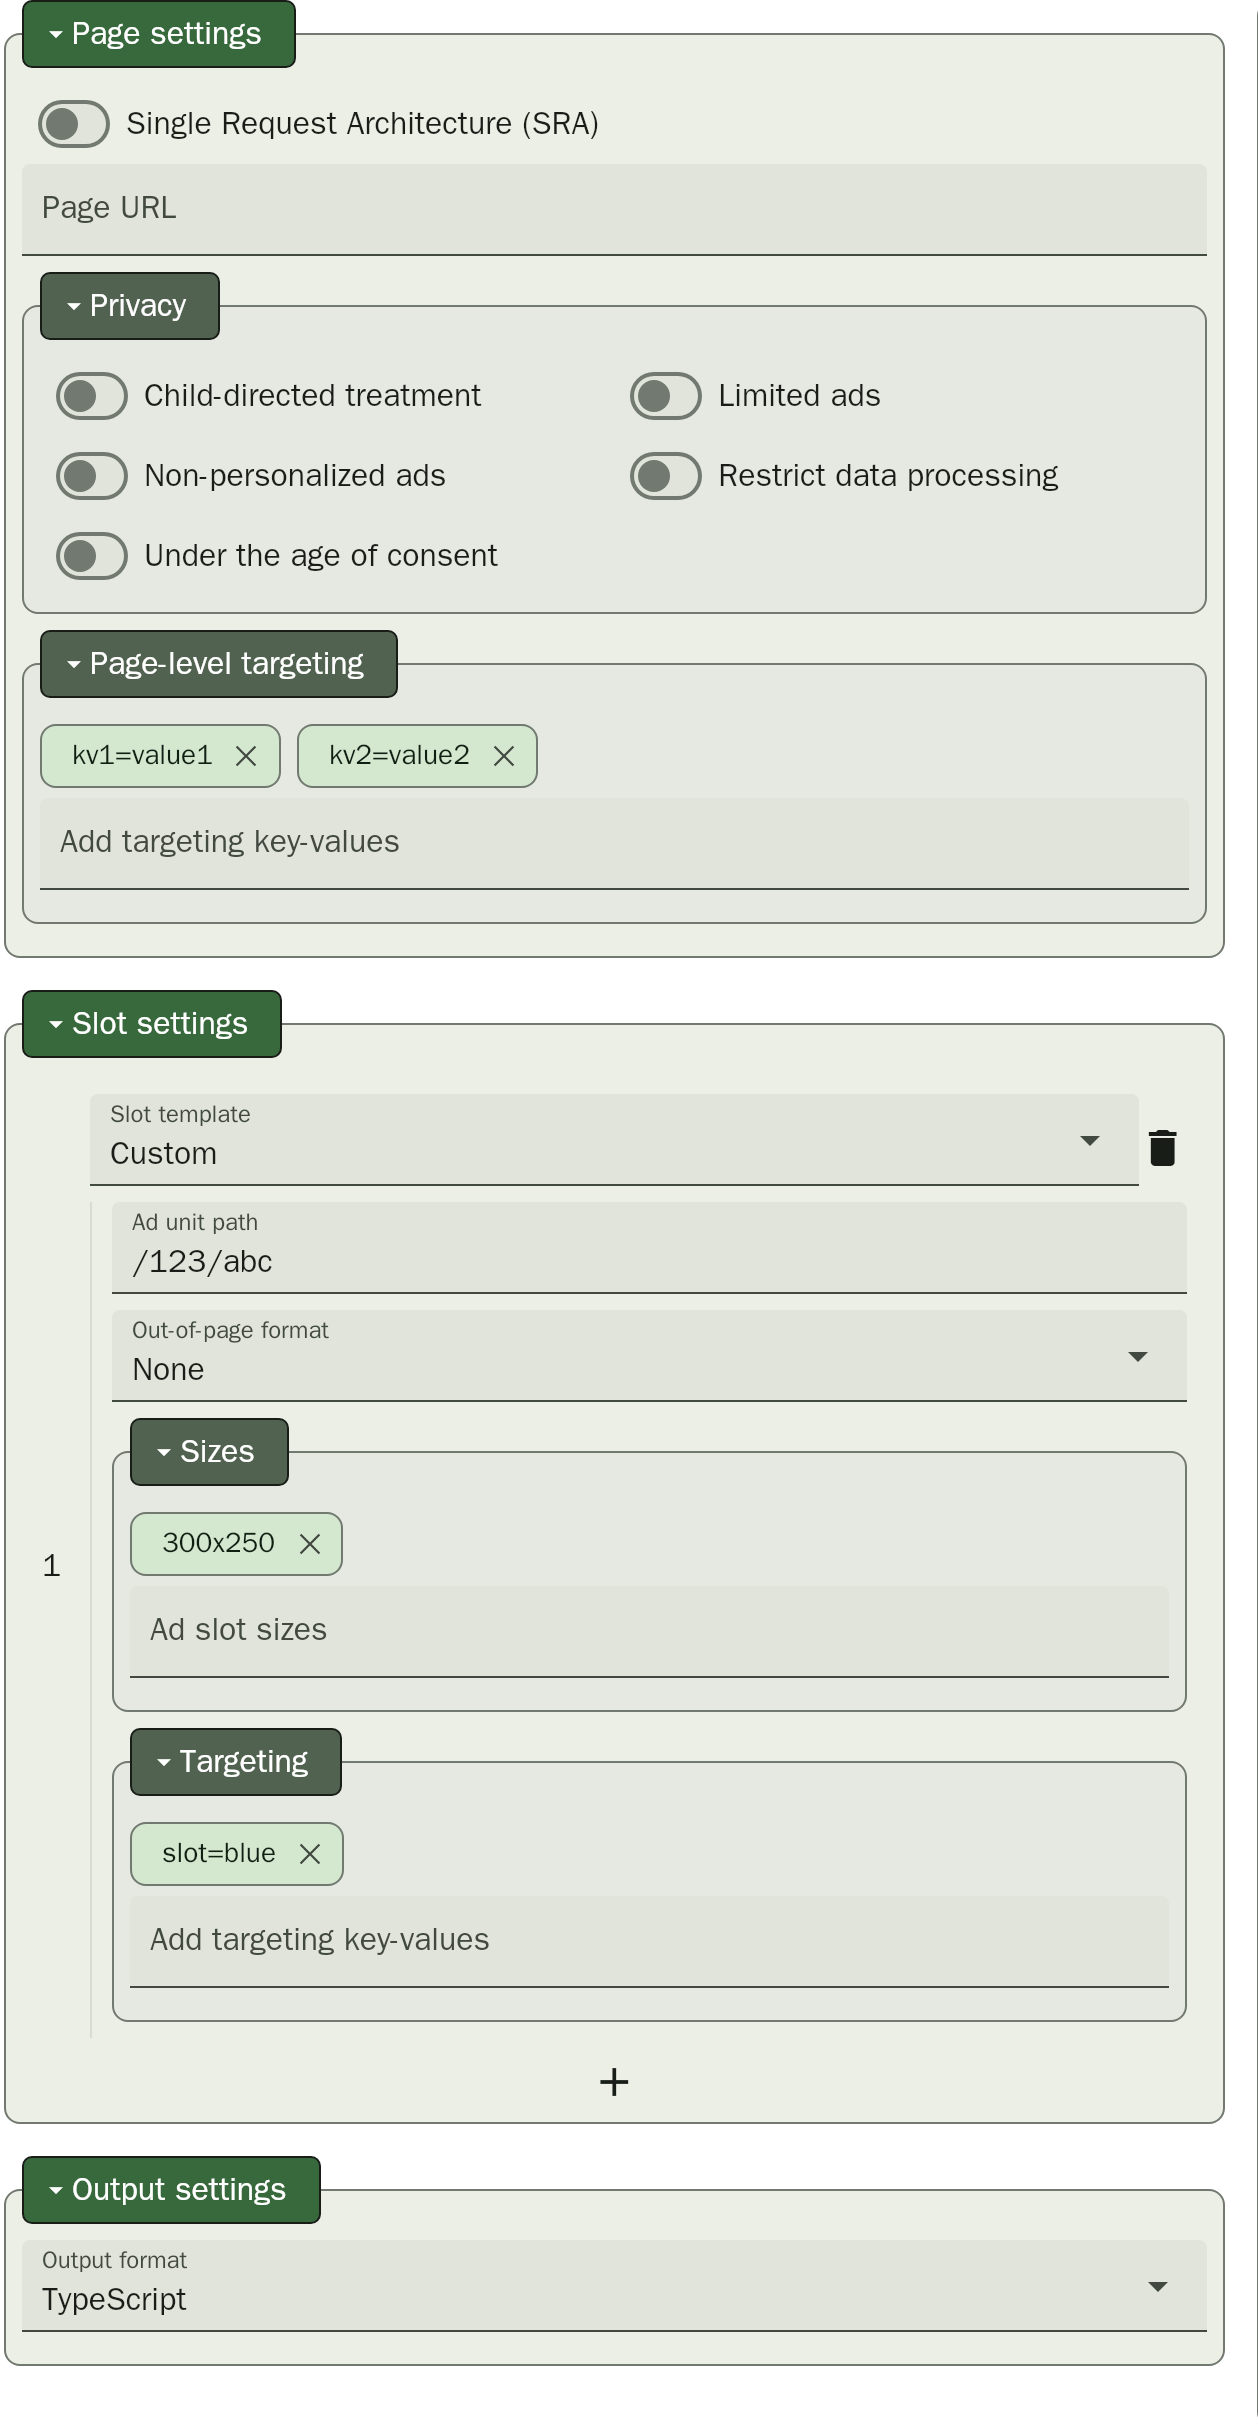 Page settings
Single Request Architecture (SRA)
Page URL
Privacy
Child-directed treatment
Limited ads
Non-personalized ads
Restrict data processing
Under the age of consent
Page-level targeting
kv1=value1
kv2=value2
Add targeting key-values
Slot settings
Slot template
Custom
Ad unit path
/123/abc
Out-of-page format
None
Sizes
300x250
1
Ad slot sizes
Targeting
slot=blue
Add targeting key-values
Output settings
Output format
TypeScript